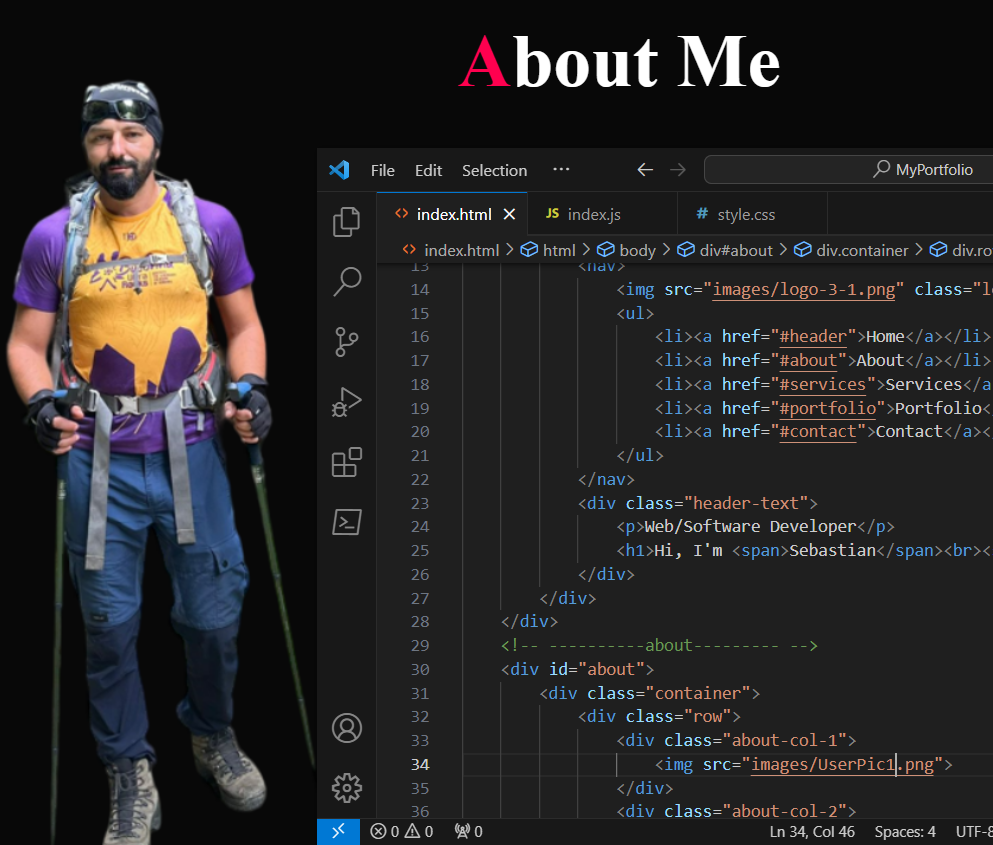 About Me
File Edit Selection ···
MyPortfolio
index.html
JS index.js
# style.css
index.html > html > body > div#about > div.container > div.ro
13 <nav>
14 <img src="images/logo-3-1.png" class="l
15 <ul>
16 <li><a href="#header">Home</a></li>
17 <li><a href="#about">About</a></li>
18 <li><a href="#services">Services</a
19 <li><a href="#portfolio">Portfolio<
20 <li><a href="#contact">Contact</a><
21 </ul>
22 </nav>
23 <div class="header-text">
24 <p>Web/Software Developer</p>
25 <h1>Hi, I'm <span>Sebastian</span><br><
26 </div>
27 </div>
28 </div>
29 <!-- ----------about--------- -->
30 <div id="about">
31 <div class="container">
32 <div class="row">
33 <div class="about-col-1">
34 <img src="images/UserPic1.png">
35 </div>
36 <div class="about-col-2">
0 0 0 Ln 34, Col 46 Spaces: 4 UTF-8